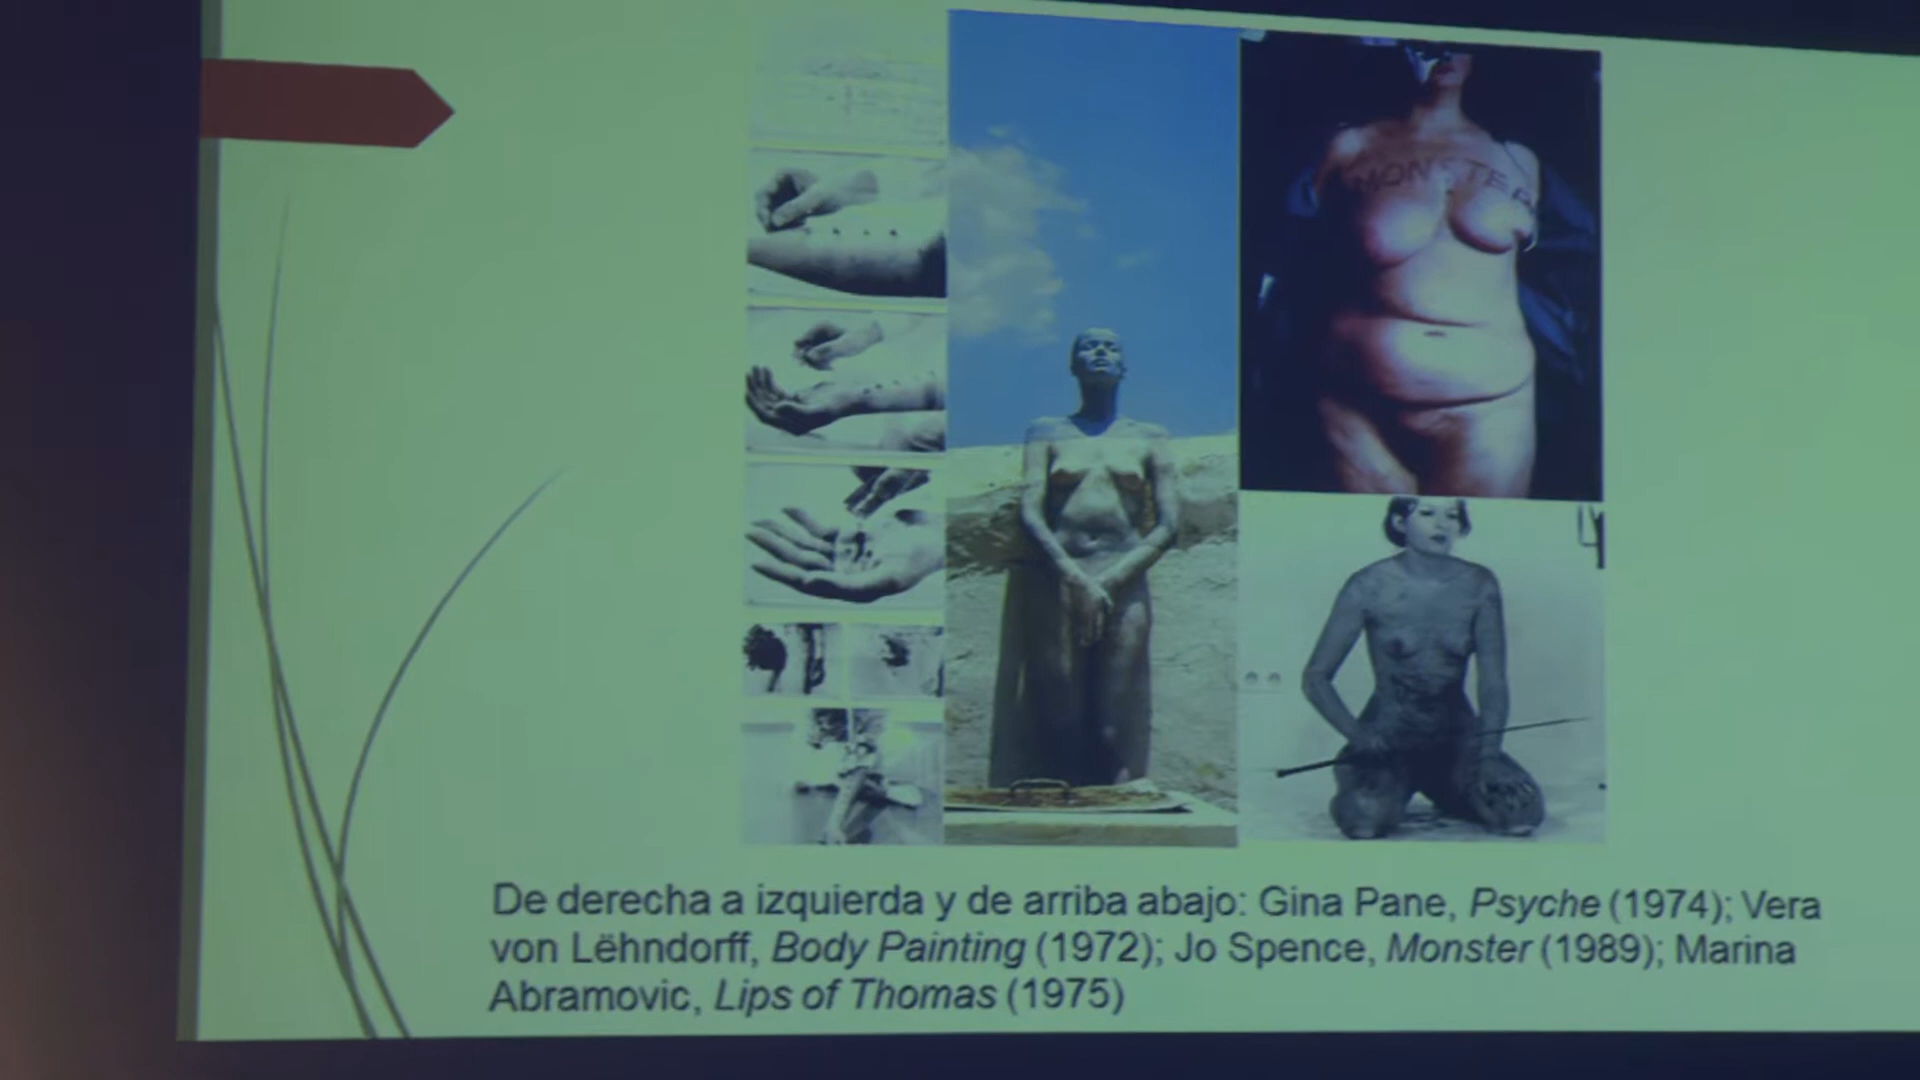 MONSTER
De derecha a izquierda y de arriba abajo: Gina Pane, Psyche (1974); Vera
von Lëhndorff, Body Painting (1972); Jo Spence, Monster (1989); Marina
Abramovic, Lips of Thomas (1975)